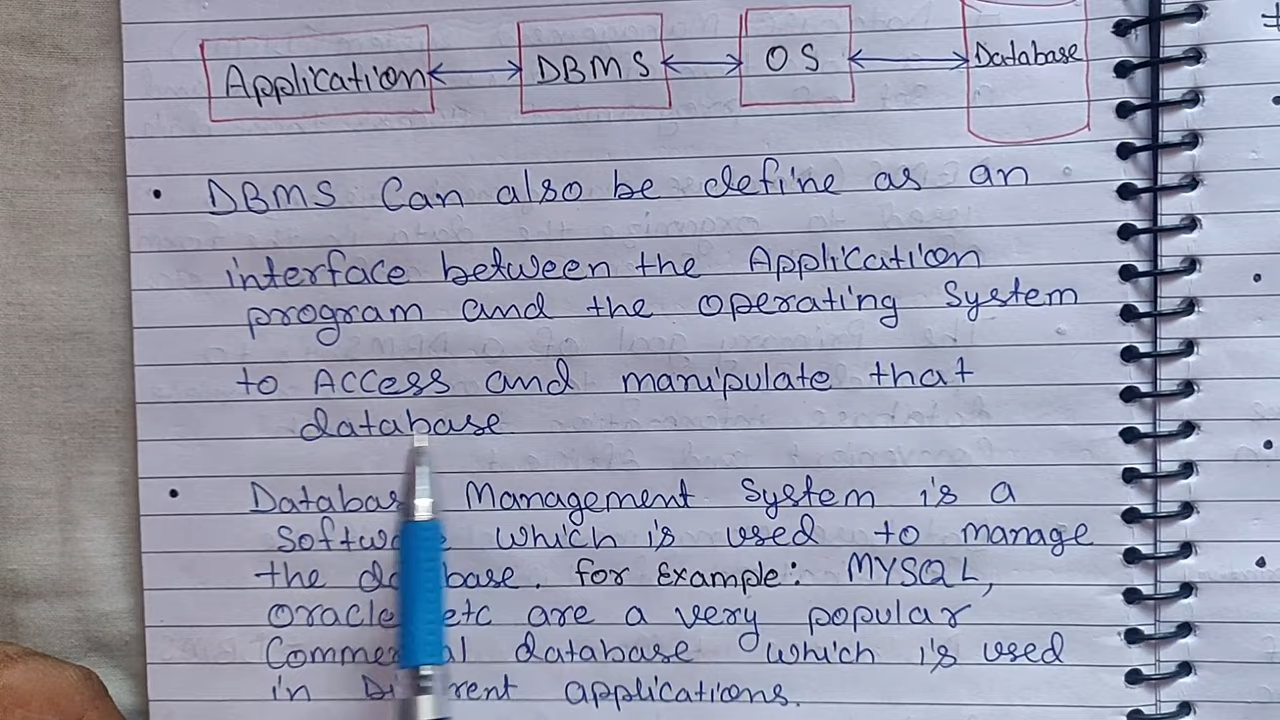 Application DBMS OS Database
• DBMS Can also be define as an
interface between the Application
program and the operating System
to Access and manipulate that
database
• Management System is a
which is used to manage
the for Example: MYSQL,
Oracle etc are a very popular
database which is used
in applications.